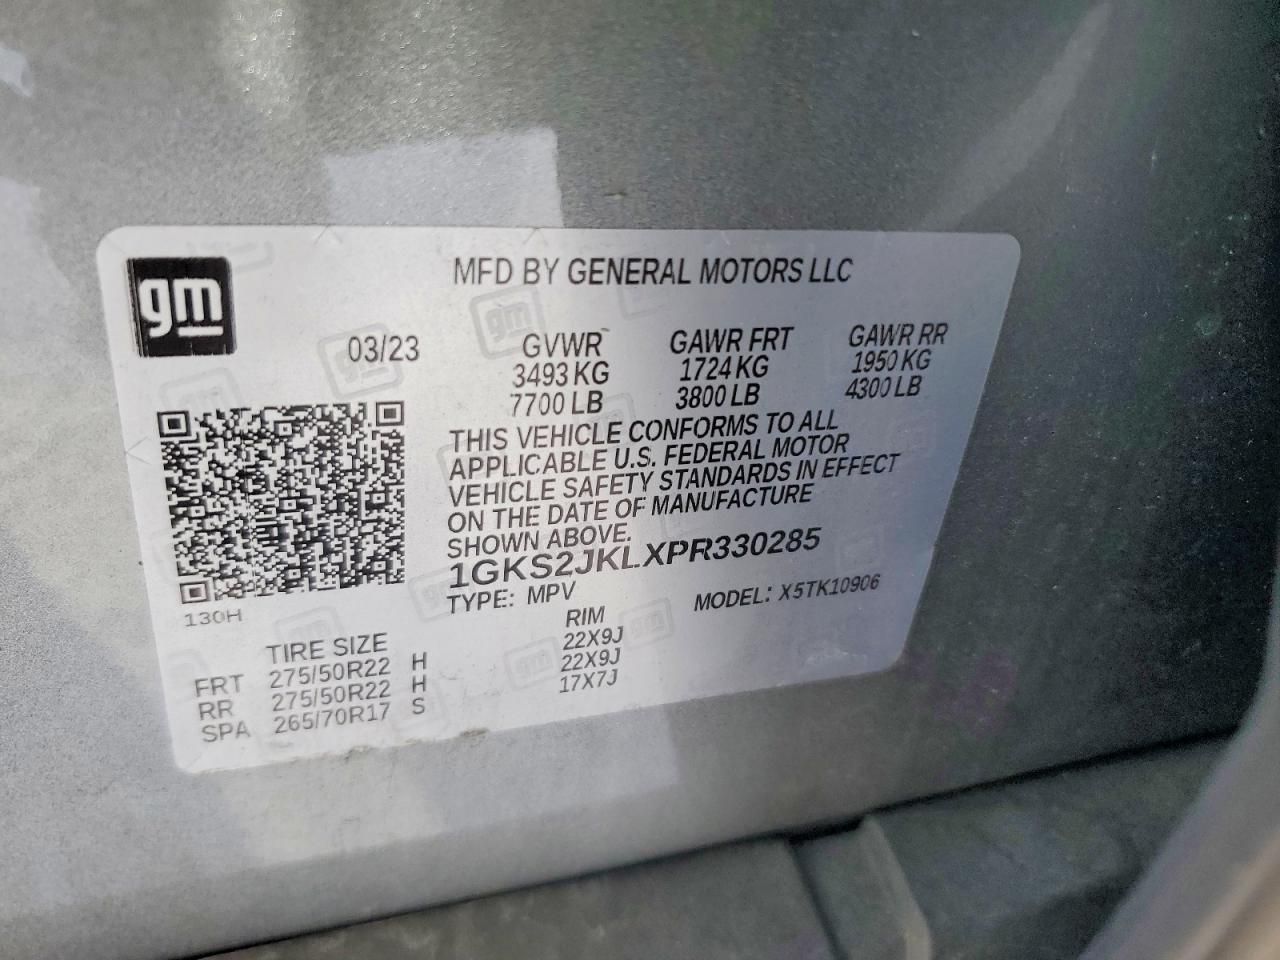 gm
MFD BY GENERAL MOTORS LLC
03/23
GVWR GAWR FRT GAWR RR
3493 KG 1724 KG 1950 KG
7700 LB 3800 LB 4300 LB
THIS VEHICLE CONFORMS TO ALL
APPLICABLE U.S. FEDERAL MOTOR
VEHICLE SAFETY STANDARDS IN EFFECT
ON THE DATE OF MANUFACTURE
SHOWN ABOVE.
1GKS2JKLXPR330285
TYPE: MPV MODEL: X5TK10906
130H
TIRE SIZE RIM
FRT 275/50R22 H 22X9J
RR 275/50R22 H 22X9J
SPA 265/70R17 S 17X7J